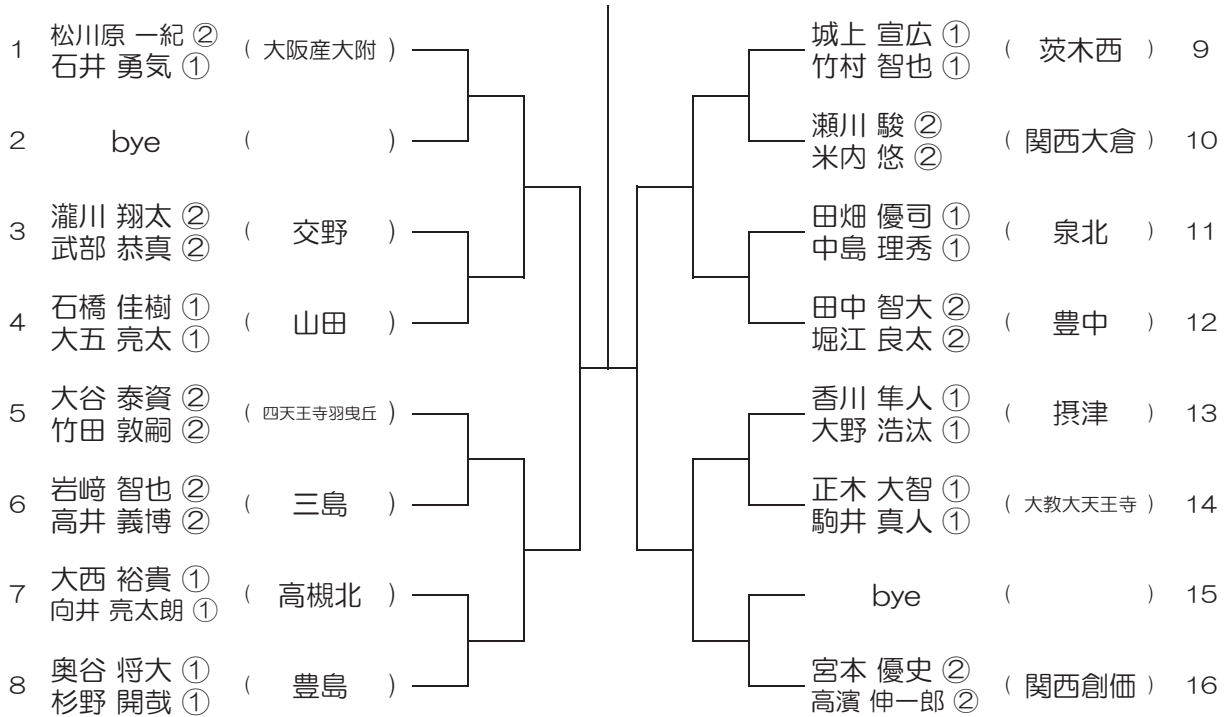 1 松川原 一紀 ② ( 大阪産大附 )
石井 勇気 ①
2 bye ( )
3 瀧川 翔太 ② ( 交野 )
武部 恭真 ②
4 石橋 佳樹 ① ( 山田 )
大五 亮太 ①
5 大谷 泰資 ② ( 四天王寺羽曳丘 )
竹田 敦嗣 ②
6 岩﨑 智也 ② ( 三島 )
高井 義博 ②
7 大西 裕貴 ① ( 高槻北 )
向井 亮太朗 ①
8 奥谷 将大 ① ( 豊島 )
杉野 開哉 ①
城上 宣広 ① ( 茨木西 ) 9
竹村 智也 ①
瀬川 駿 ② ( 関西大倉 ) 10
米内 悠 ②
田畑 優司 ① ( 泉北 ) 11
中島 理秀 ①
田中 智大 ② ( 豊中 ) 12
堀江 良太 ②
香川 隼人 ① ( 摂津 ) 13
大野 浩汰 ①
正木 大智 ① ( 大教大天王寺 ) 14
駒井 真人 ①
bye ( ) 15
宮本 優史 ② ( 関西創価 ) 16
高濱 伸一郎 ②